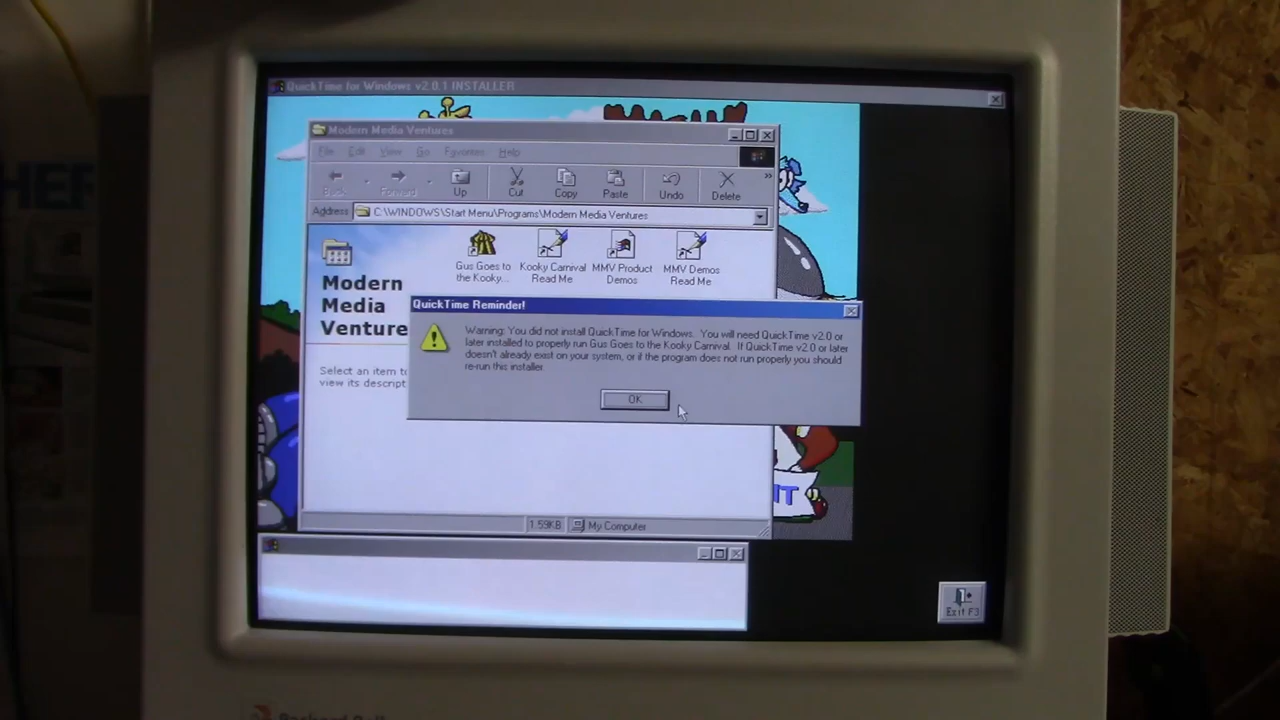 QuickTime for Windows v2.0.1 INSTALLER
Modern Media Ventures
File Edit View Go Favorites Help
Back Forward Up Cut Copy Paste Undo Delete »
Address C:\WINDOWS\Start Menu\Programs\Modern Media Ventures
Gus Goes to
the Kooky...
Kooky Carnival
Read Me
MMV Product
Demos
MMV Demos
Read Me
Modern
Media
Venture
Select an item to
view its descript
QuickTime Reminder!
Warning: You did not install QuickTime for Windows. You will need QuickTime v2.0 or
later installed to properly run Gus Goes to the Kooky Carnival. If QuickTime v2.0 or later
doesn't already exist on your system, or if the program does not run properly you should
re-run this installer.
OK
IT
1.59KB My Computer
Exit F3
HER